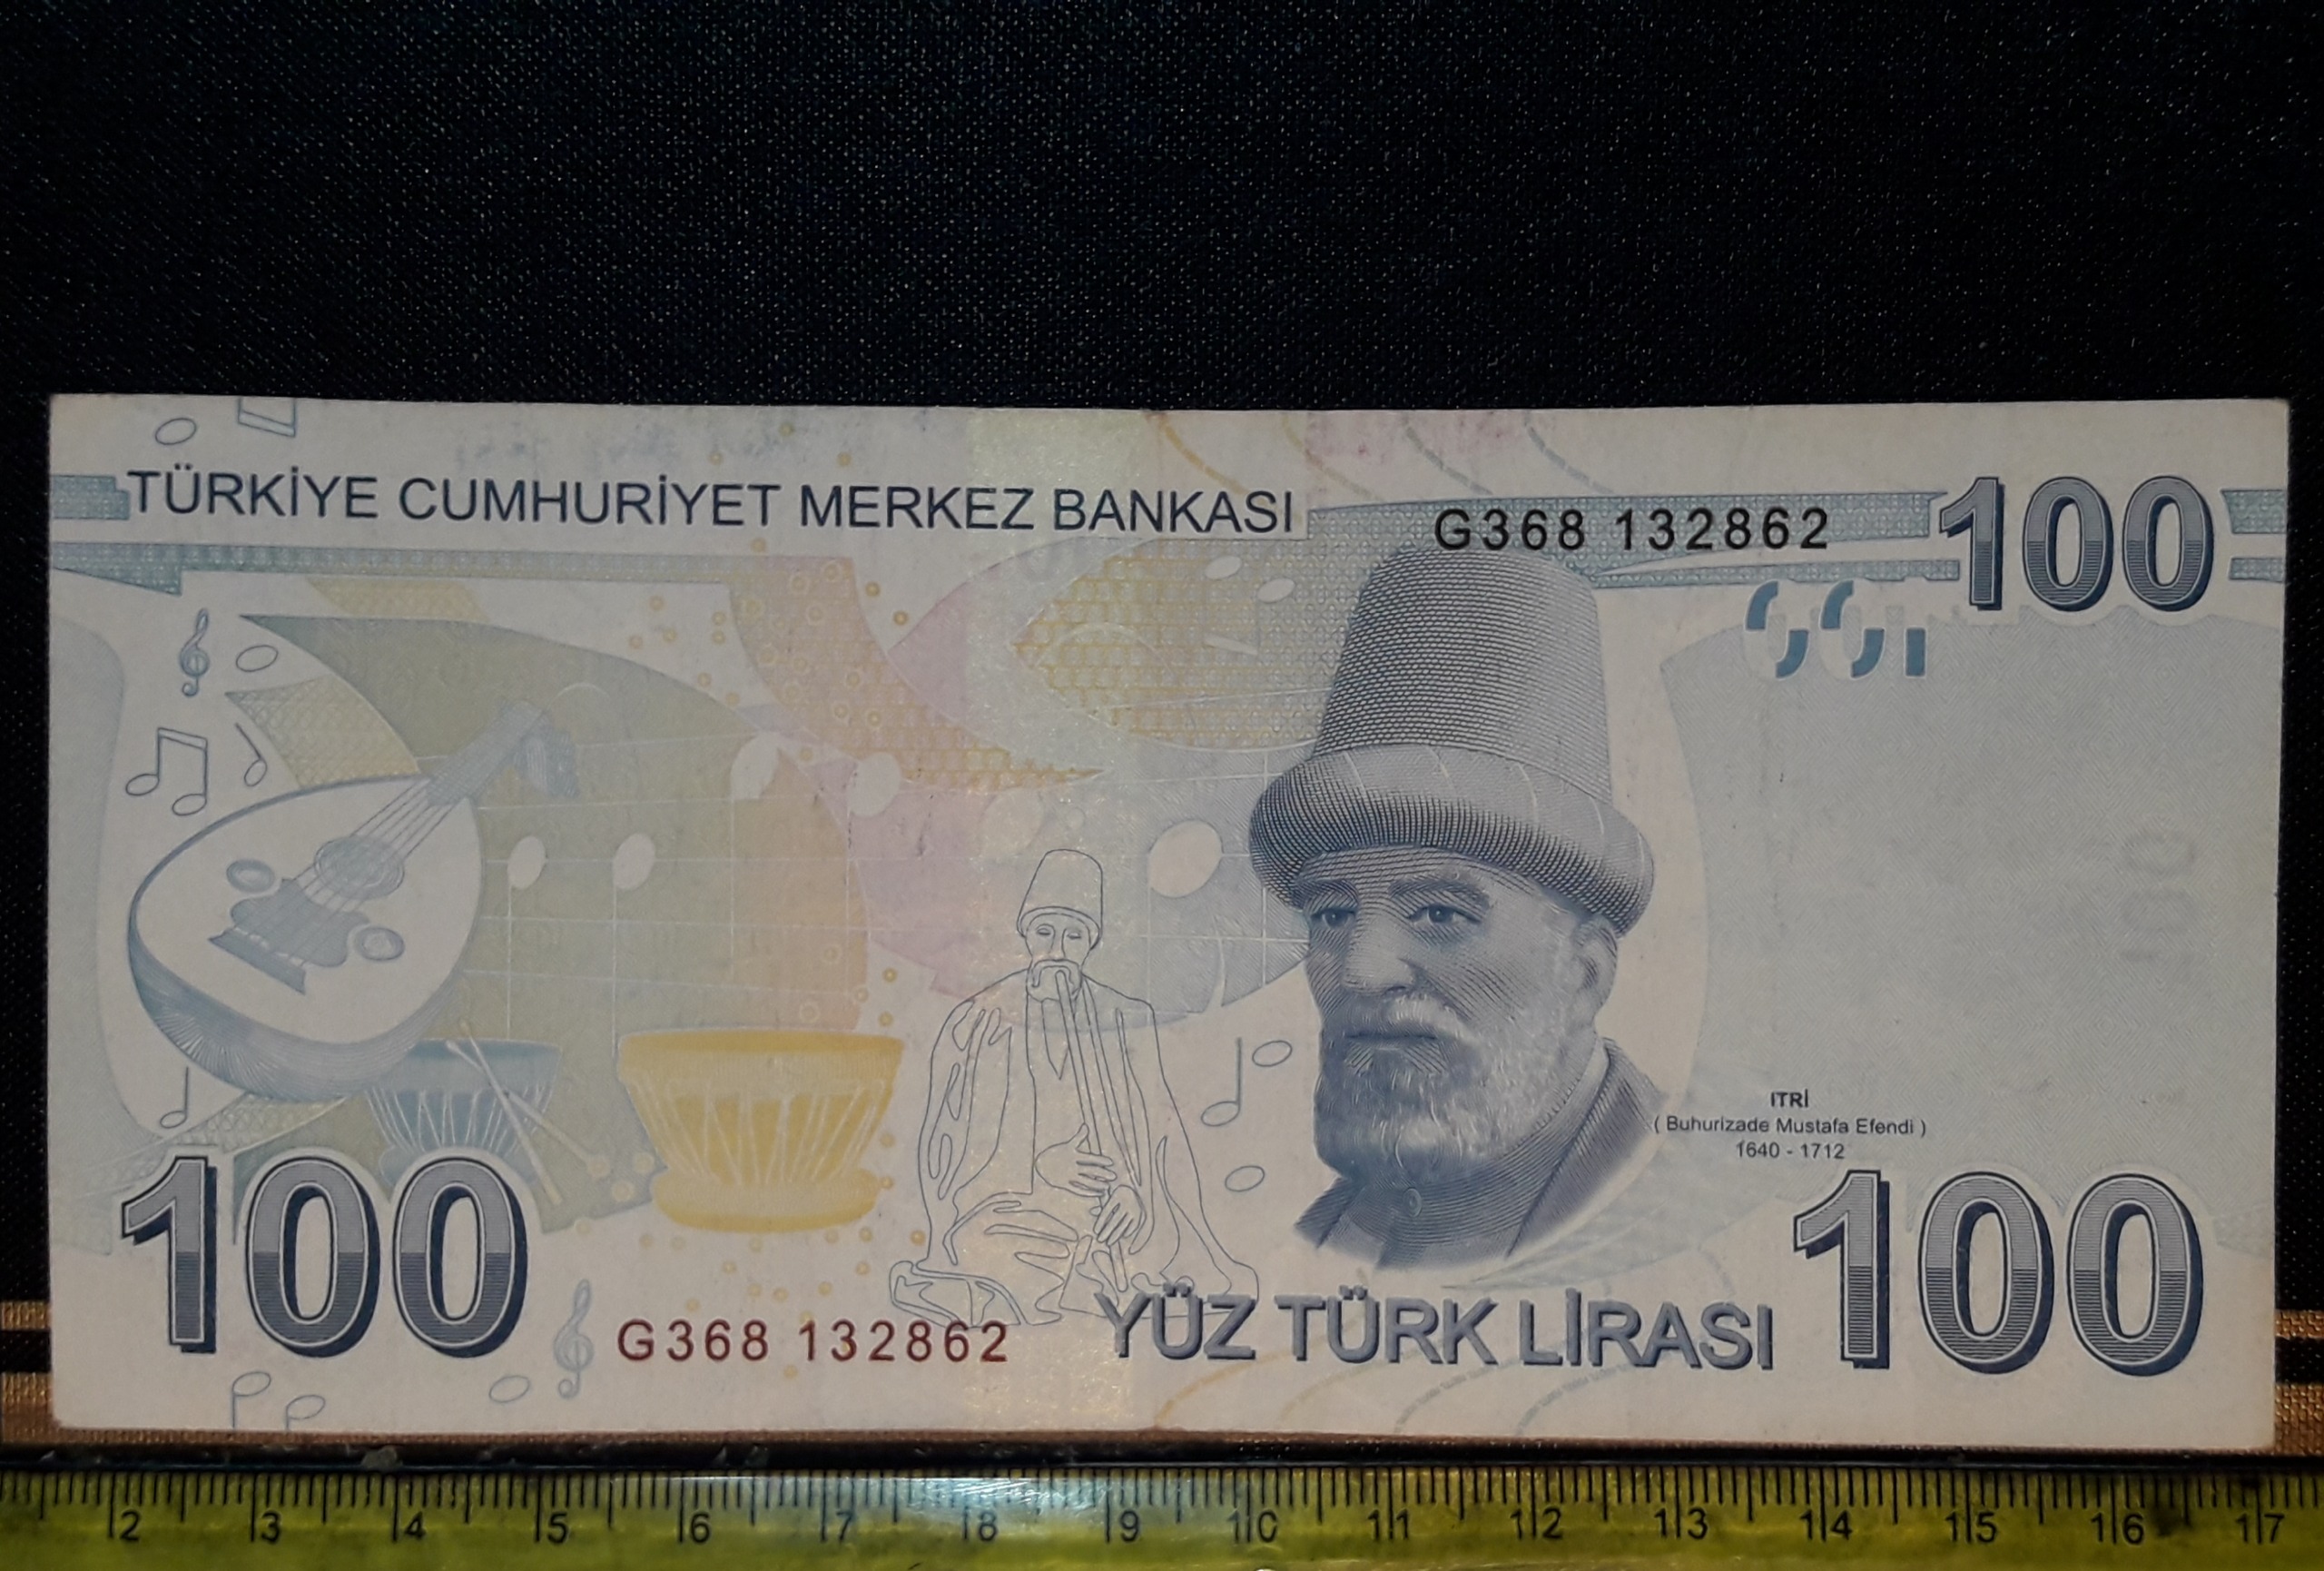 TÜRKİYE CUMHURİYET MERKEZ BANKASI
G368 132862
100
ITRİ
( Buhurizade Mustafa Efendi )
1640 - 1712
100
G368 132862
YÜZ TÜRK LİRASI
100
2 3 4 5 6 7 8 9 10 11 12 13 14 15 16 17